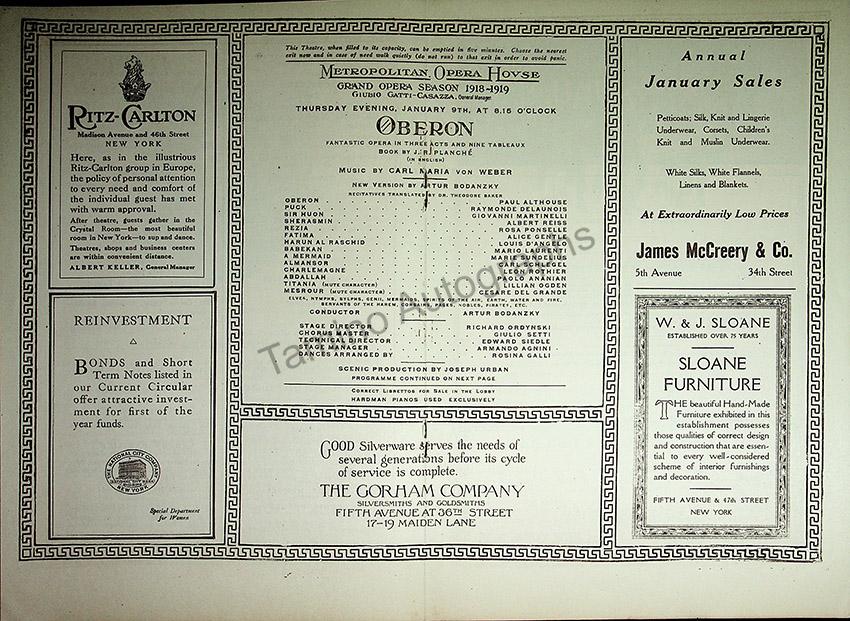 RITZ-CARLTON
Madison Avenue and 46th Street
NEW YORK
Here, as in the illustrious
Ritz-Carlton group in Europe,
the policy of personal attention
to every need and comfort of
the individual guest has met
with warm approval.
After theatre, guests gather in the
Crystal Room—the most beautiful
room in New York—to sup and dance.
Theatres, shops and business centers
are within convenient distance.
ALBERT KELLER, General Manager
REINVESTMENT
BONDS and Short
Term Notes listed in
our Current Circular
offer attractive invest-
ment for first of the
year funds.
THE NATIONAL CITY COMPANY
NATIONAL CITY BANK
BUILDING
NEW YORK
Special Department
for Women
This Theatre, when filled to its capacity, can be emptied in five minutes. Choose the nearest
exit now and in case of need walk quietly (do not run) to that exit in order to avoid panic.
METROPOLITAN OPERA HOVSE
GRAND OPERA SEASON 1918-1919
GIULIO GATTI-CASAZZA, General Manager
THURSDAY EVENING, JANUARY 9TH, AT 8.15 O'CLOCK
OBERON
FANTASTIC OPERA IN THREE ACTS AND NINE TABLEAUX
BOOK BY J. R. PLANCHÉ
(IN ENGLISH)
MUSIC BY CARL MARIA VON WEBER
NEW VERSION BY ARTUR BODANZKY
RECITATIVES TRANSLATED BY DR. THEODORE BAKER
OBERON PAUL ALTHOUSE
PUCK RAYMONDE DELAUNOIS
SIR HUON GIOVANNI MARTINELLI
SHERASMIN ALBERT REISS
REZIA ROSA PONSELLE
FATIMA ALICE GENTLE
HARUN AL RASCHID LOUIS D'ANGELO
BABEKAN MARIO LAURENTI
A MERMAID MARIE SUNDELIUS
ALMANSOR CARL SCHLEGEL
CHARLEMAGNE LEON ROTHIER
ABDALLAH PAOLO ANANIAN
TITANIA (MUTE CHARACTER) LILLIAN OGDEN
MESROUR (MUTE CHARACTER) CESARE DEL GRANDE
ELVES, NYMPHS, SYLPHS, GENII, MERMAIDS, SPIRITS OF THE AIR, EARTH, WATER AND FIRE,
SERVANTS OF THE HAREM, CORSAIRS, PAGES, NOBLES, PIRATES, ETC.
CONDUCTOR ARTUR BODANZKY
STAGE DIRECTOR RICHARD ORDYNSKI
CHORUS MASTER GIULIO SETTI
TECHNICAL DIRECTOR EDWARD SIEDLE
STAGE MANAGER ARMANDO AGNINI
DANCES ARRANGED BY ROSINA GALLI
SCENIC PRODUCTION BY JOSEPH URBAN
PROGRAMME CONTINUED ON NEXT PAGE
CORRECT LIBRETTOS FOR SALE IN THE LOBBY
HARDMAN PIANOS USED EXCLUSIVELY
Tamino Autographs
GOOD Silverware serves the needs of
several generations before its cycle
of service is complete.
THE GORHAM COMPANY
SILVERSMITHS AND GOLDSMITHS
FIFTH AVENUE AT 36TH STREET
17-19 MAIDEN LANE
Annual
January Sales
Petticoats; Silk, Knit and Lingerie
Underwear, Corsets, Children's
Knit and Muslin Underwear.
White Silks, White Flannels,
Linens and Blankets.
At Extraordinarily Low Prices
James McCreery & Co.
5th Avenue 34th Street
W. & J. SLOANE
ESTABLISHED OVER 75 YEARS
SLOANE
FURNITURE
THE beautiful Hand-Made
Furniture exhibited in this
establishment possesses
those qualities of correct design
and construction that are essen-
tial to every well-considered
scheme of interior furnishings
and decoration.
FIFTH AVENUE & 47th STREET
NEW YORK